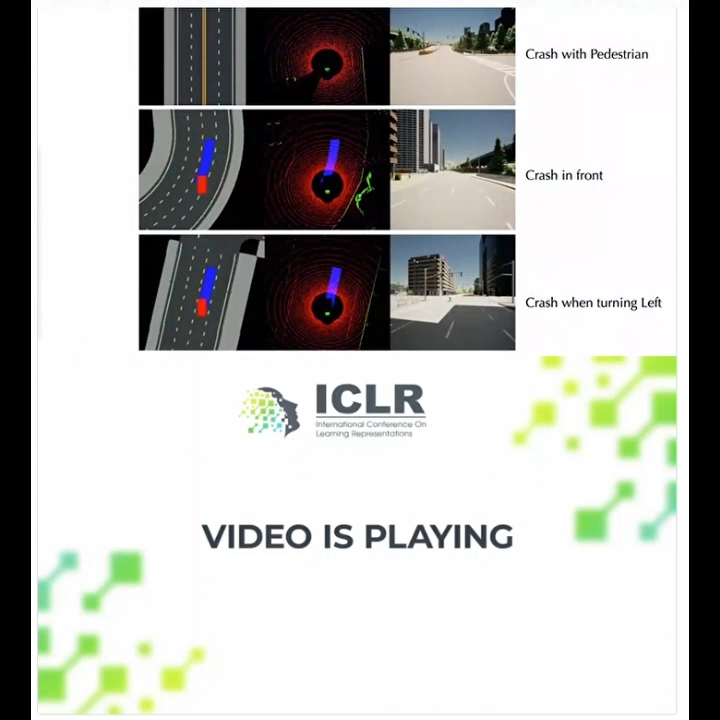 Crash with Pedestrian
Crash in front
Crash when turning Left
ICLR
International Conference On
Learning Representations
VIDEO IS PLAYING